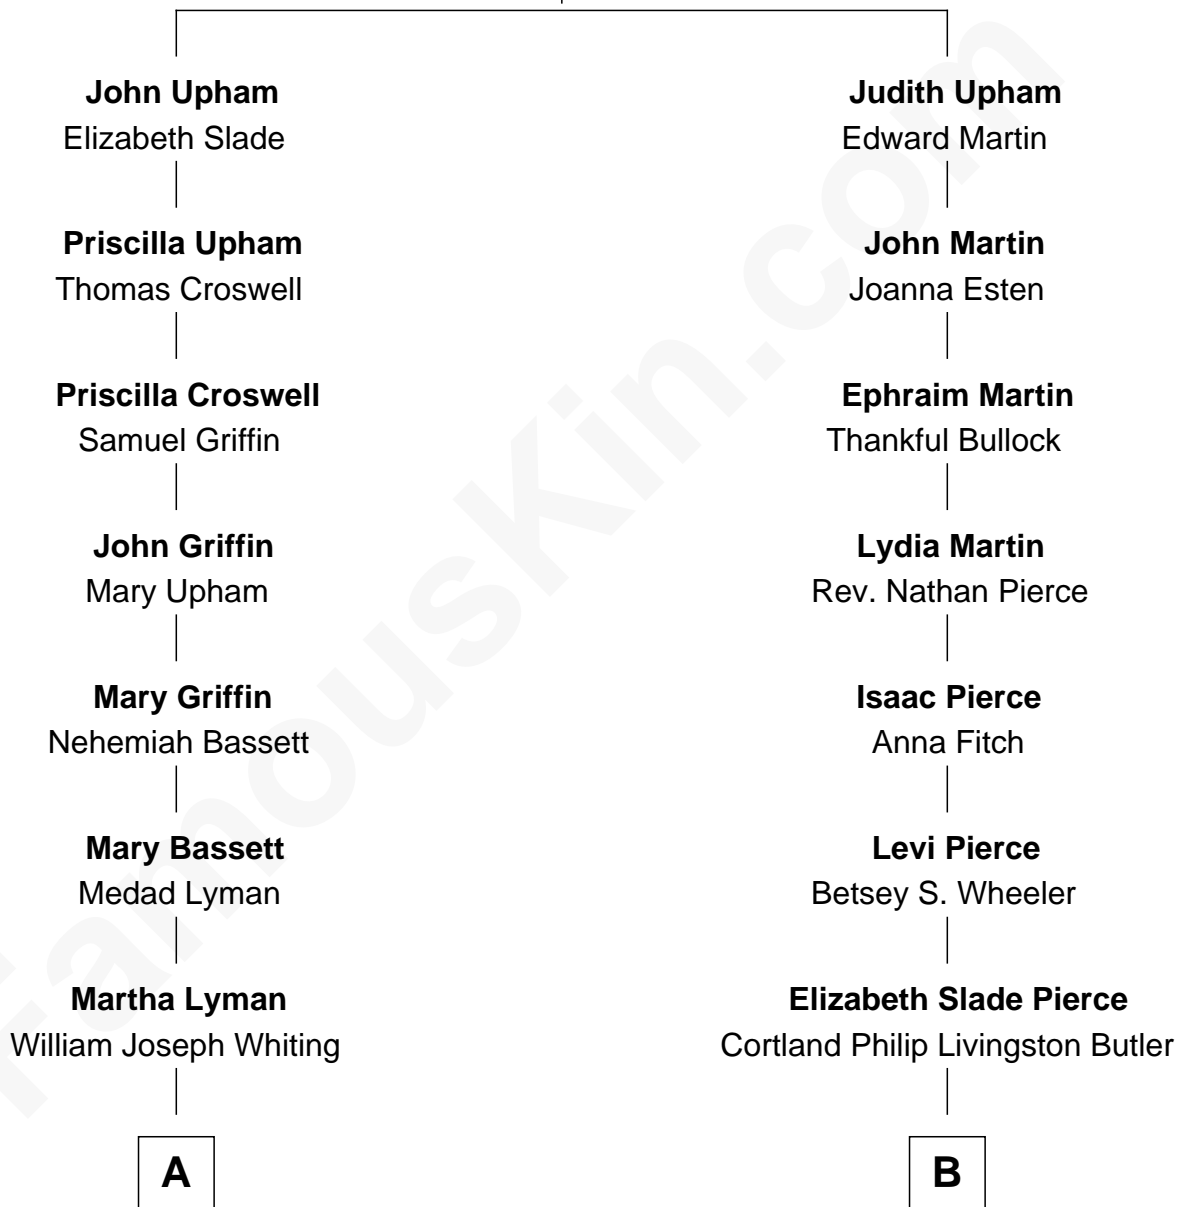 John Upham
Elizabeth Slade
Judith Upham
Edward Martin
Priscilla Upham
Thomas Croswell
John Martin
Joanna Esten
Priscilla Croswell
Samuel Griffin
Ephraim Martin
Thankful Bullock
John Griffin
Mary Upham
Lydia Martin
Rev. Nathan Pierce
Mary Griffin
Nehemiah Bassett
Isaac Pierce
Anna Fitch
Mary Bassett
Medad Lyman
Levi Pierce
Betsey S. Wheeler
Martha Lyman
William Joseph Whiting
Elizabeth Slade Pierce
Cortland Philip Livingston Butler
A
B
FamousKin.com